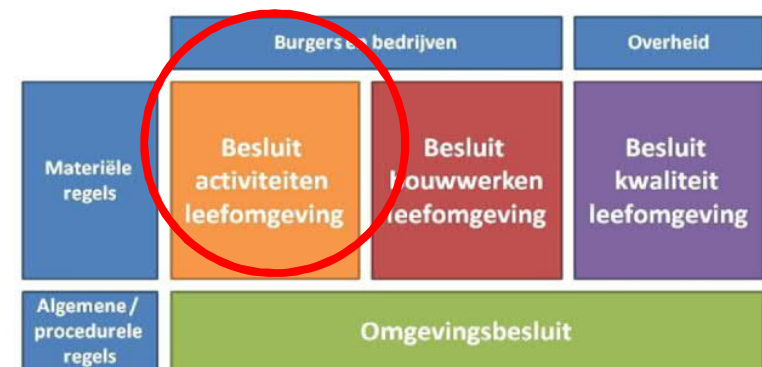 Burgers en bedrijven
Overheid
Materiële
regels
Besluit
activiteiten
leefomgeving
Besluit
bouwwerken
leefomgeving
Besluit
kwaliteit
leefomgeving
Algemene/
procedurele
regels
Omgevingsbesluit